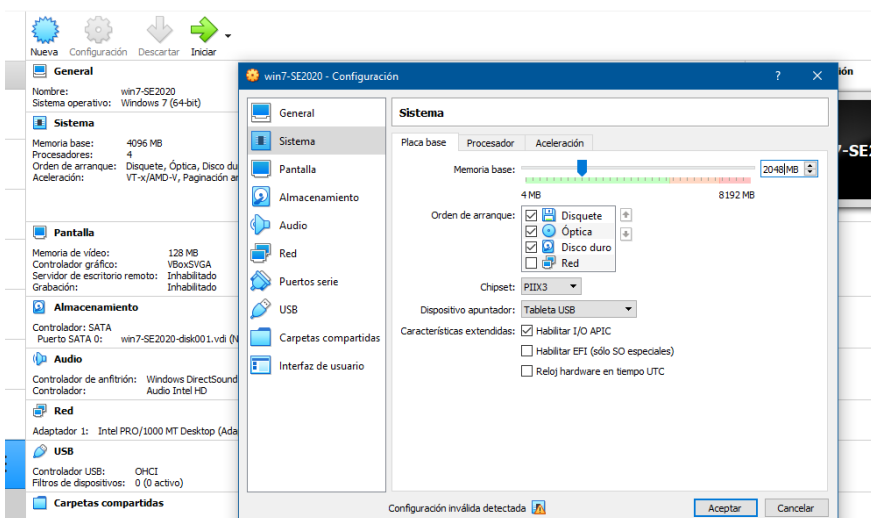 Nueva Configuración Descartar Iniciar
General
Nombre: win7-SE2020
Sistema operativo: Windows 7 (64-bit)
Sistema
Memoria base: 4096 MB
Procesadores: 4
Orden de arranque: Disquete, Óptica, Disco du
Aceleración: VT-x/AMD-V, Paginación ar
Pantalla
Memoria de vídeo: 128 MB
Controlador gráfico: VBoxSVGA
Servidor de escritorio remoto: Inhabilitado
Grabación: Inhabilitado
Almacenamiento
Controlador: SATA
Puerto SATA 0: win7-SE2020-disk001.vdi (N
Audio
Controlador de anfitrión: Windows DirectSound
Controlador: Audio Intel HD
Red
Adaptador 1: Intel PRO/1000 MT Desktop (Ada
USB
Controlador USB: OHCI
Filtros de dispositivos: 0 (0 activo)
Carpetas compartidas
win7-SE2020 - Configuración
?
General
Sistema
Pantalla
Almacenamiento
Audio
Red
Puertos serie
USB
Carpetas compartidas
Interfaz de usuario
Sistema
Placa base Procesador Aceleración
Memoria base: 2048 MB
4 MB 8192 MB
Orden de arranque: Disquete
Óptica
Disco duro
Red
Chipset: PIIX3
Dispositivo apuntador: Tableta USB
Características extendidas: Habilitar I/O APIC
Habilitar EFI (sólo SO especiales)
Reloj hardware en tiempo UTC
Configuración inválida detectada
Aceptar Cancelar
ión
7-SE